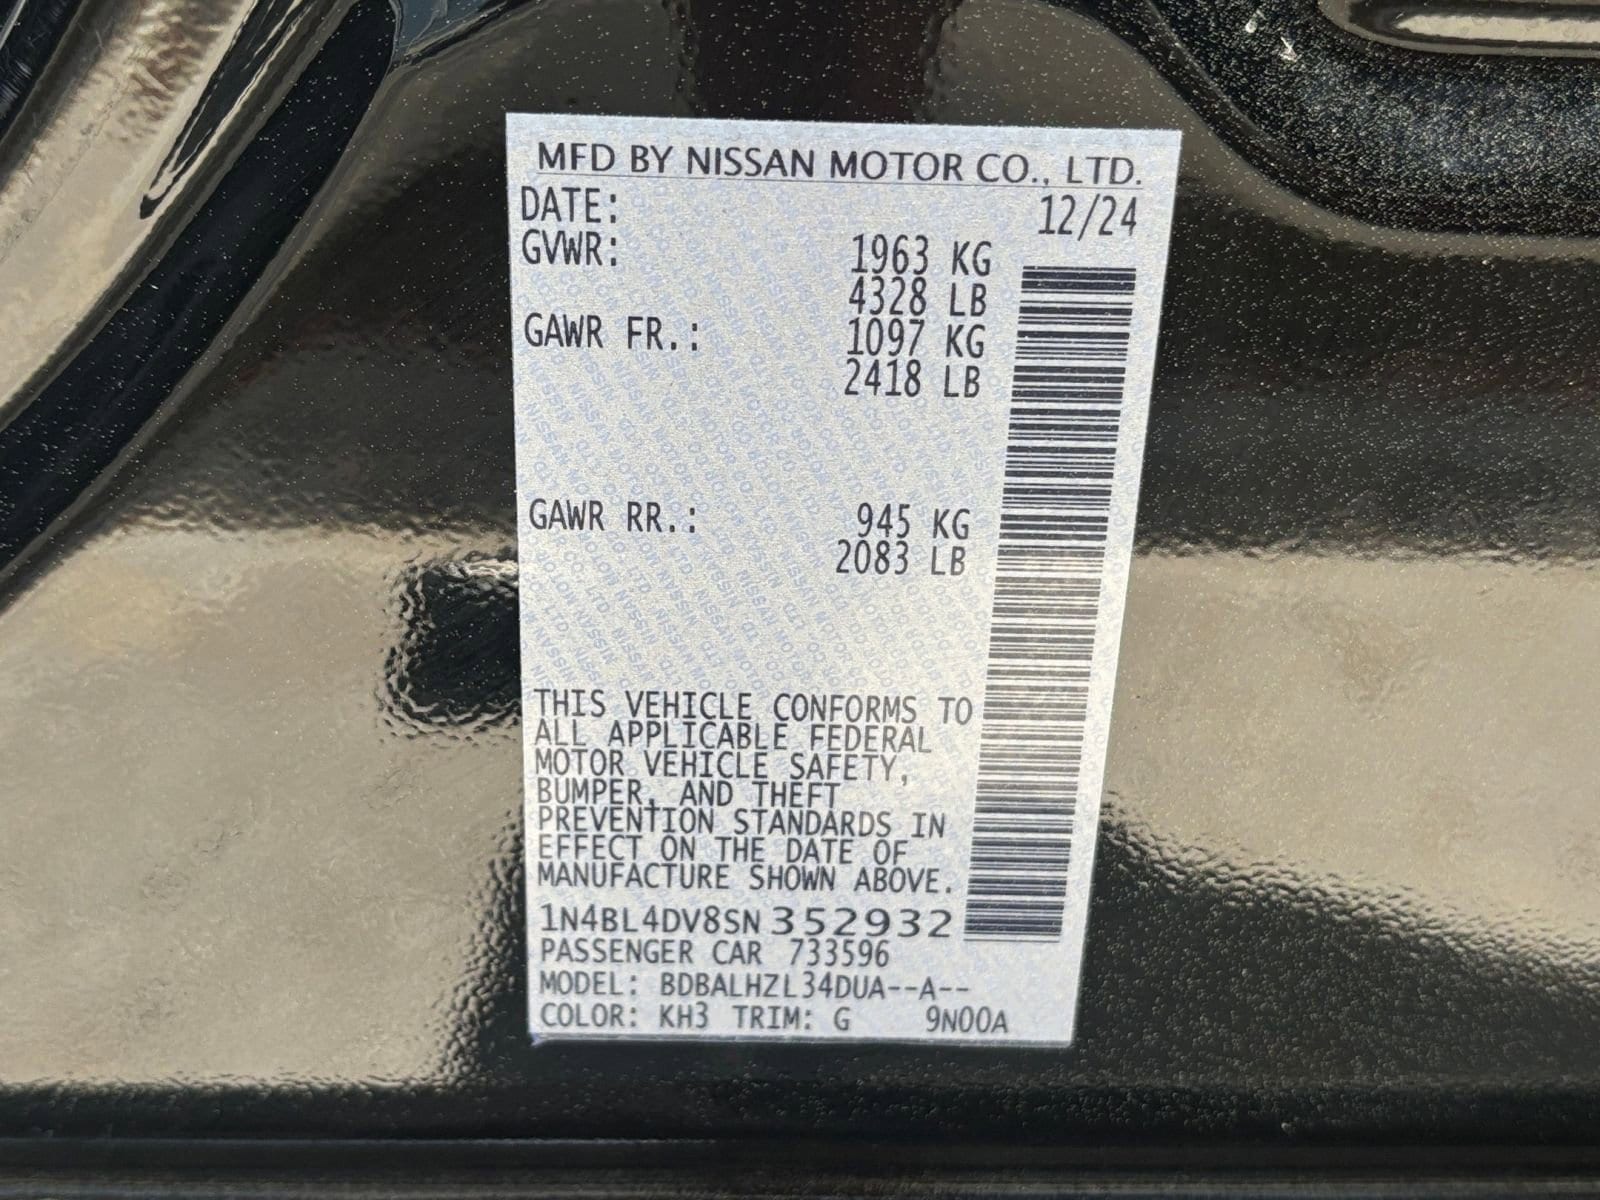 MFD BY NISSAN MOTOR CO., LTD.
DATE: 12/24
GVWR: 1963 KG
4328 LB
GAWR FR.: 1097 KG
2418 LB
GAWR RR.: 945 KG
2083 LB
THIS VEHICLE CONFORMS TO
ALL APPLICABLE FEDERAL
MOTOR VEHICLE SAFETY,
BUMPER, AND THEFT
PREVENTION STANDARDS IN
EFFECT ON THE DATE OF
MANUFACTURE SHOWN ABOVE.
1N4BL4DV8SN352932
PASSENGER CAR 733596
MODEL: BDBALHZL34DUA--A--
COLOR: KH3 TRIM: G 9N00A